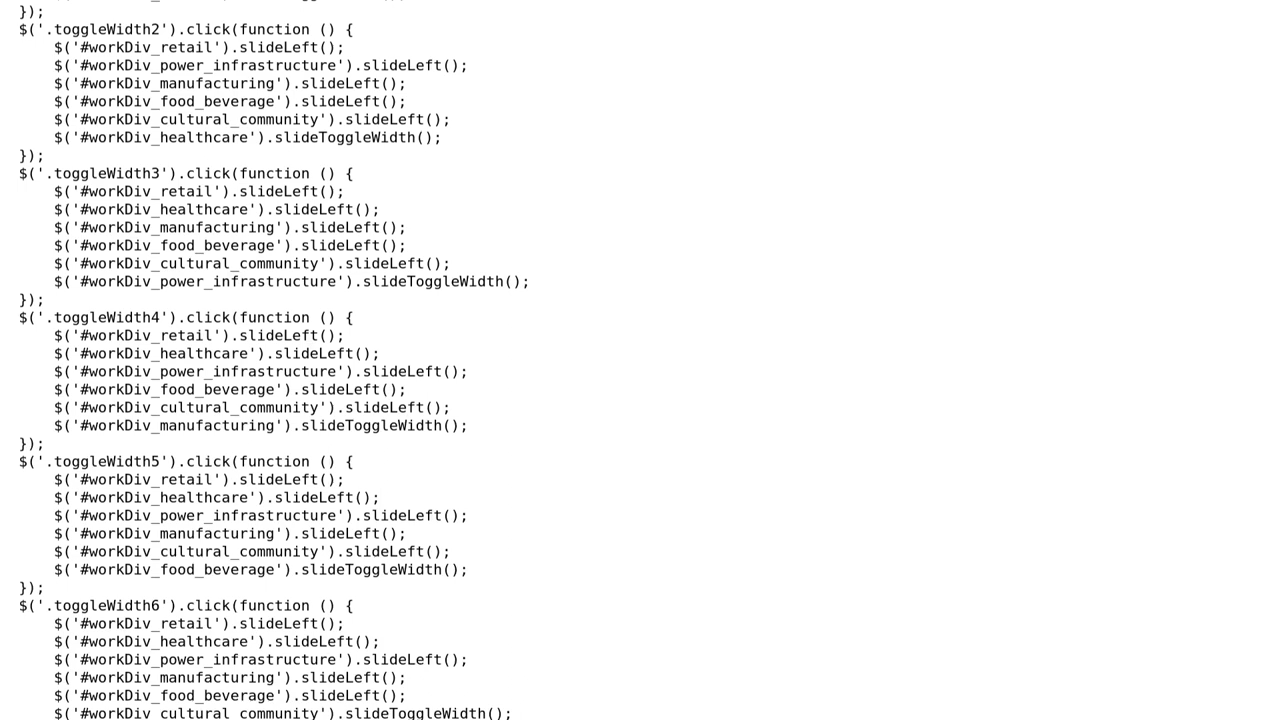 });
$('.toggleWidth2').click(function () {
    $('#workDiv_retail').slideLeft();
    $('#workDiv_power_infrastructure').slideLeft();
    $('#workDiv_manufacturing').slideLeft();
    $('#workDiv_food_beverage').slideLeft();
    $('#workDiv_cultural_community').slideLeft();
    $('#workDiv_healthcare').slideToggleWidth();
});
$('.toggleWidth3').click(function () {
    $('#workDiv_retail').slideLeft();
    $('#workDiv_healthcare').slideLeft();
    $('#workDiv_manufacturing').slideLeft();
    $('#workDiv_food_beverage').slideLeft();
    $('#workDiv_cultural_community').slideLeft();
    $('#workDiv_power_infrastructure').slideToggleWidth();
});
$('.toggleWidth4').click(function () {
    $('#workDiv_retail').slideLeft();
    $('#workDiv_healthcare').slideLeft();
    $('#workDiv_power_infrastructure').slideLeft();
    $('#workDiv_food_beverage').slideLeft();
    $('#workDiv_cultural_community').slideLeft();
    $('#workDiv_manufacturing').slideToggleWidth();
});
$('.toggleWidth5').click(function () {
    $('#workDiv_retail').slideLeft();
    $('#workDiv_healthcare').slideLeft();
    $('#workDiv_power_infrastructure').slideLeft();
    $('#workDiv_manufacturing').slideLeft();
    $('#workDiv_cultural_community').slideLeft();
    $('#workDiv_food_beverage').slideToggleWidth();
});
$('.toggleWidth6').click(function () {
    $('#workDiv_retail').slideLeft();
    $('#workDiv_healthcare').slideLeft();
    $('#workDiv_power_infrastructure').slideLeft();
    $('#workDiv_manufacturing').slideLeft();
    $('#workDiv_food_beverage').slideLeft();
    $('#workDiv_cultural_community').slideToggleWidth();